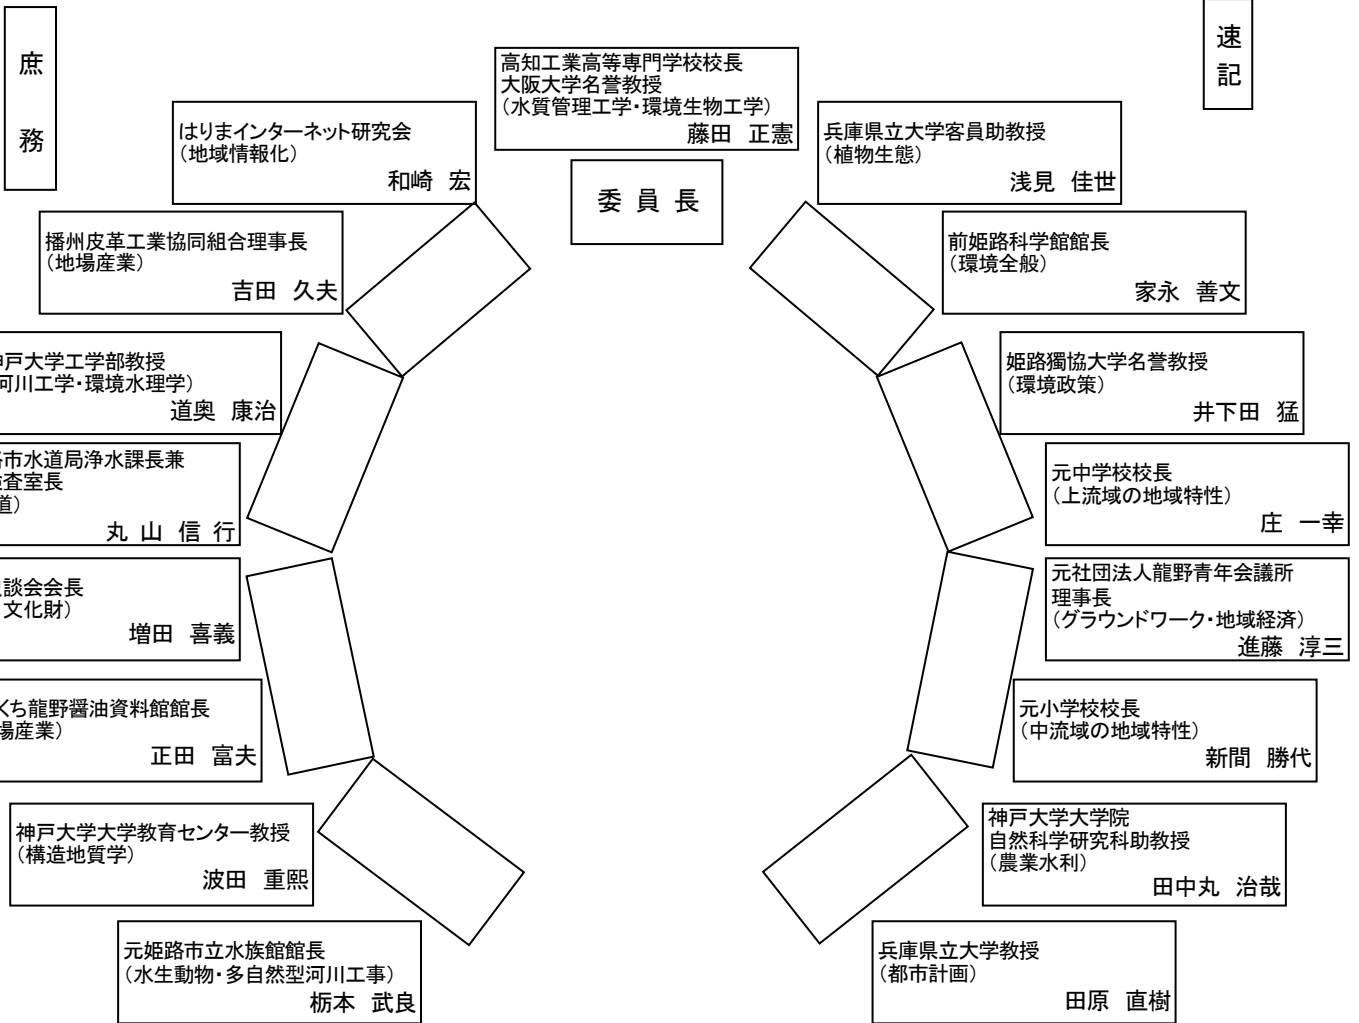 庶
務
速
記
高知工業高等専門学校校長
大阪大学名誉教授
(水質管理工学・環境生物工学)
藤田 正憲
委 員 長
はりまインターネット研究会
(地域情報化)
和崎 宏
兵庫県立大学客員助教授
(植物生態)
浅見 佳世
播州皮革工業協同組合理事長
(地場産業)
吉田 久夫
前姫路科学館館長
(環境全般)
家永 善文
戸大学工学部教授
河川工学・環境水理学)
道奥 康治
姫路獨協大学名誉教授
(環境政策)
井下田 猛
市水道局浄水課長兼
査室長
道)
丸 山 信 行
元中学校校長
(上流域の地域特性)
庄 一幸
談会会長
文化財)
増田 喜義
元社団法人龍野青年会議所
理事長
(グラウンドワーク・地域経済)
進藤 淳三
くち龍野醤油資料館館長
場産業)
正田 富夫
元小学校校長
(中流域の地域特性)
新間 勝代
神戸大学大学教育センター教授
(構造地質学)
波田 重熙
神戸大学大学院
自然科学研究科助教授
(農業水利)
田中丸 治哉
元姫路市立水族館館長
(水生動物・多自然型河川工事)
栃本 武良
兵庫県立大学教授
(都市計画)
田原 直樹